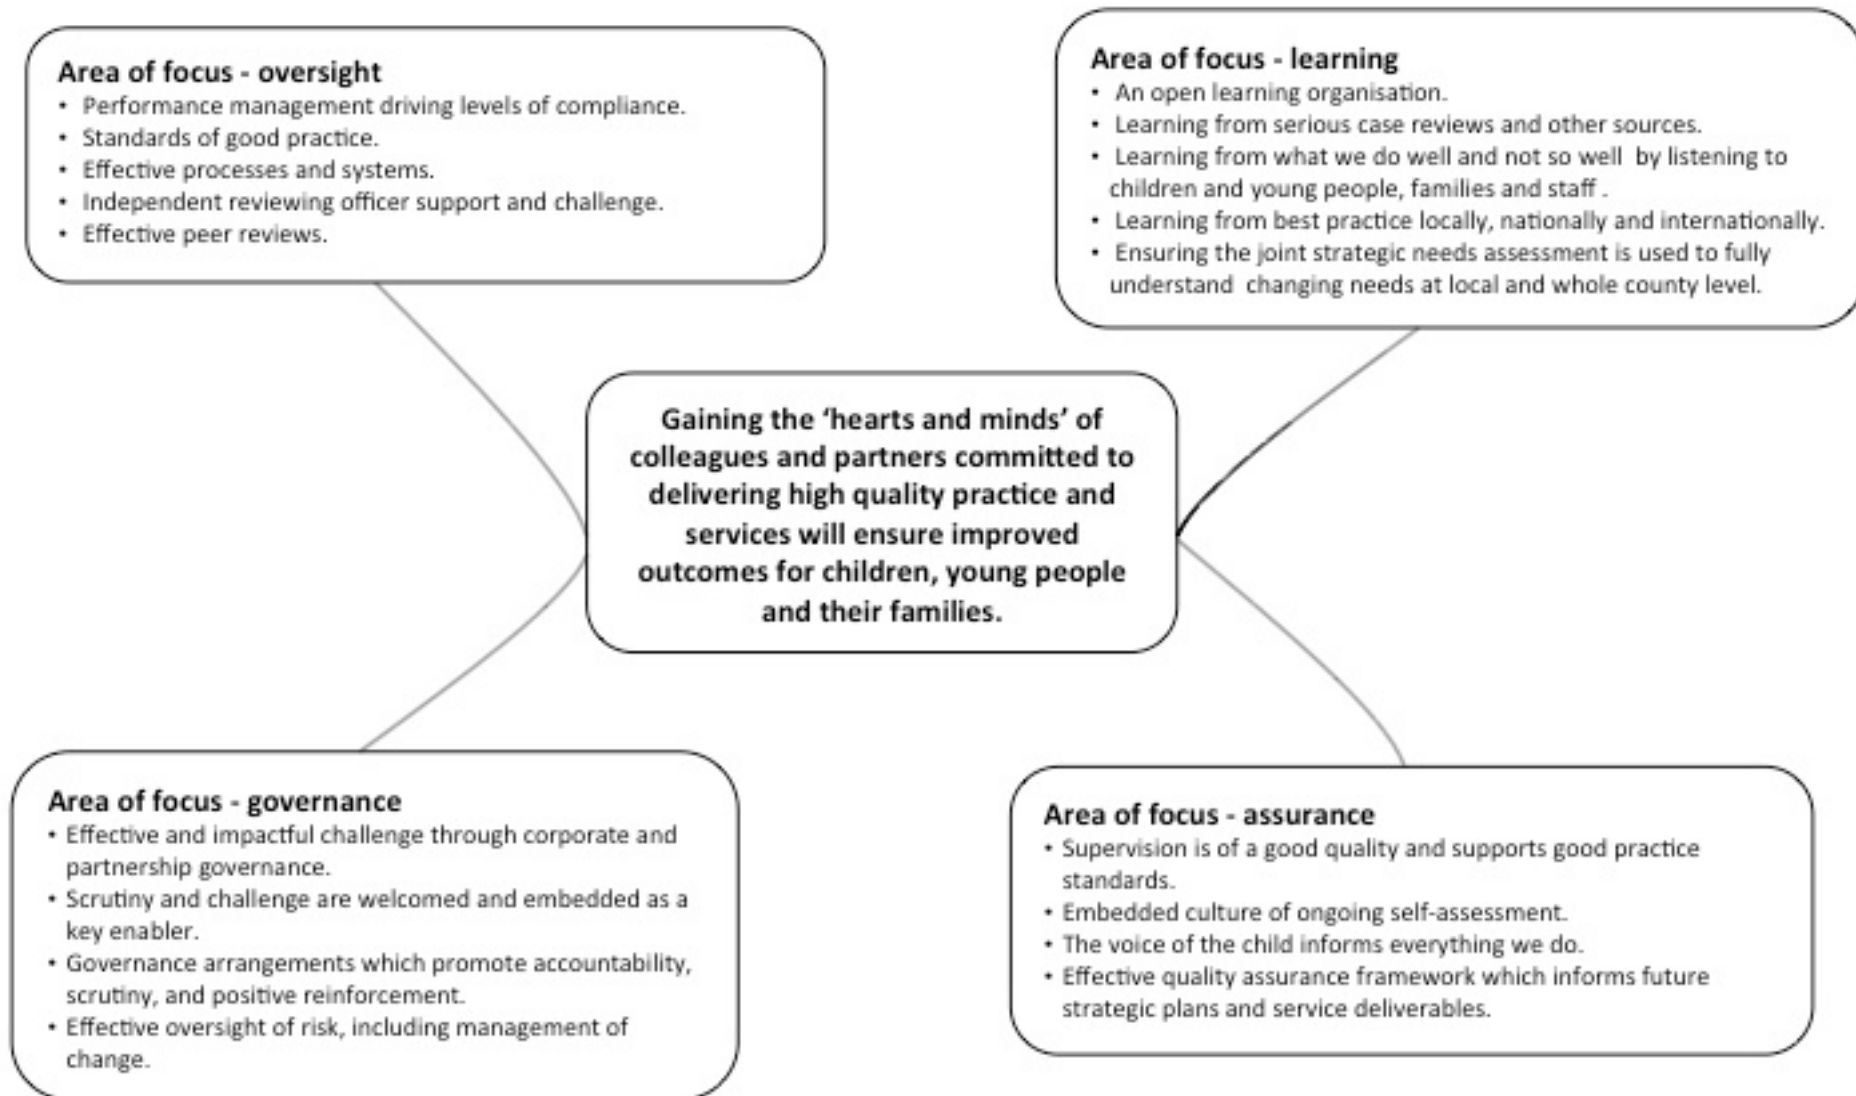 Area of focus - oversight
• Performance management driving levels of compliance.
• Standards of good practice.
• Effective processes and systems.
• Independent reviewing officer support and challenge.
• Effective peer reviews.
Area of focus - learning
• An open learning organisation.
• Learning from serious case reviews and other sources.
• Learning from what we do well and not so well by listening to
children and young people, families and staff .
• Learning from best practice locally, nationally and internationally.
• Ensuring the joint strategic needs assessment is used to fully
understand changing needs at local and whole county level.
Gaining the ‘hearts and minds’ of
colleagues and partners committed to
delivering high quality practice and
services will ensure improved
outcomes for children, young people
and their families.
Area of focus - governance
• Effective and impactful challenge through corporate and
partnership governance.
• Scrutiny and challenge are welcomed and embedded as a
key enabler.
• Governance arrangements which promote accountability,
scrutiny, and positive reinforcement.
• Effective oversight of risk, including management of
change.
Area of focus - assurance
• Supervision is of a good quality and supports good practice
standards.
• Embedded culture of ongoing self-assessment.
• The voice of the child informs everything we do.
• Effective quality assurance framework which informs future
strategic plans and service deliverables.